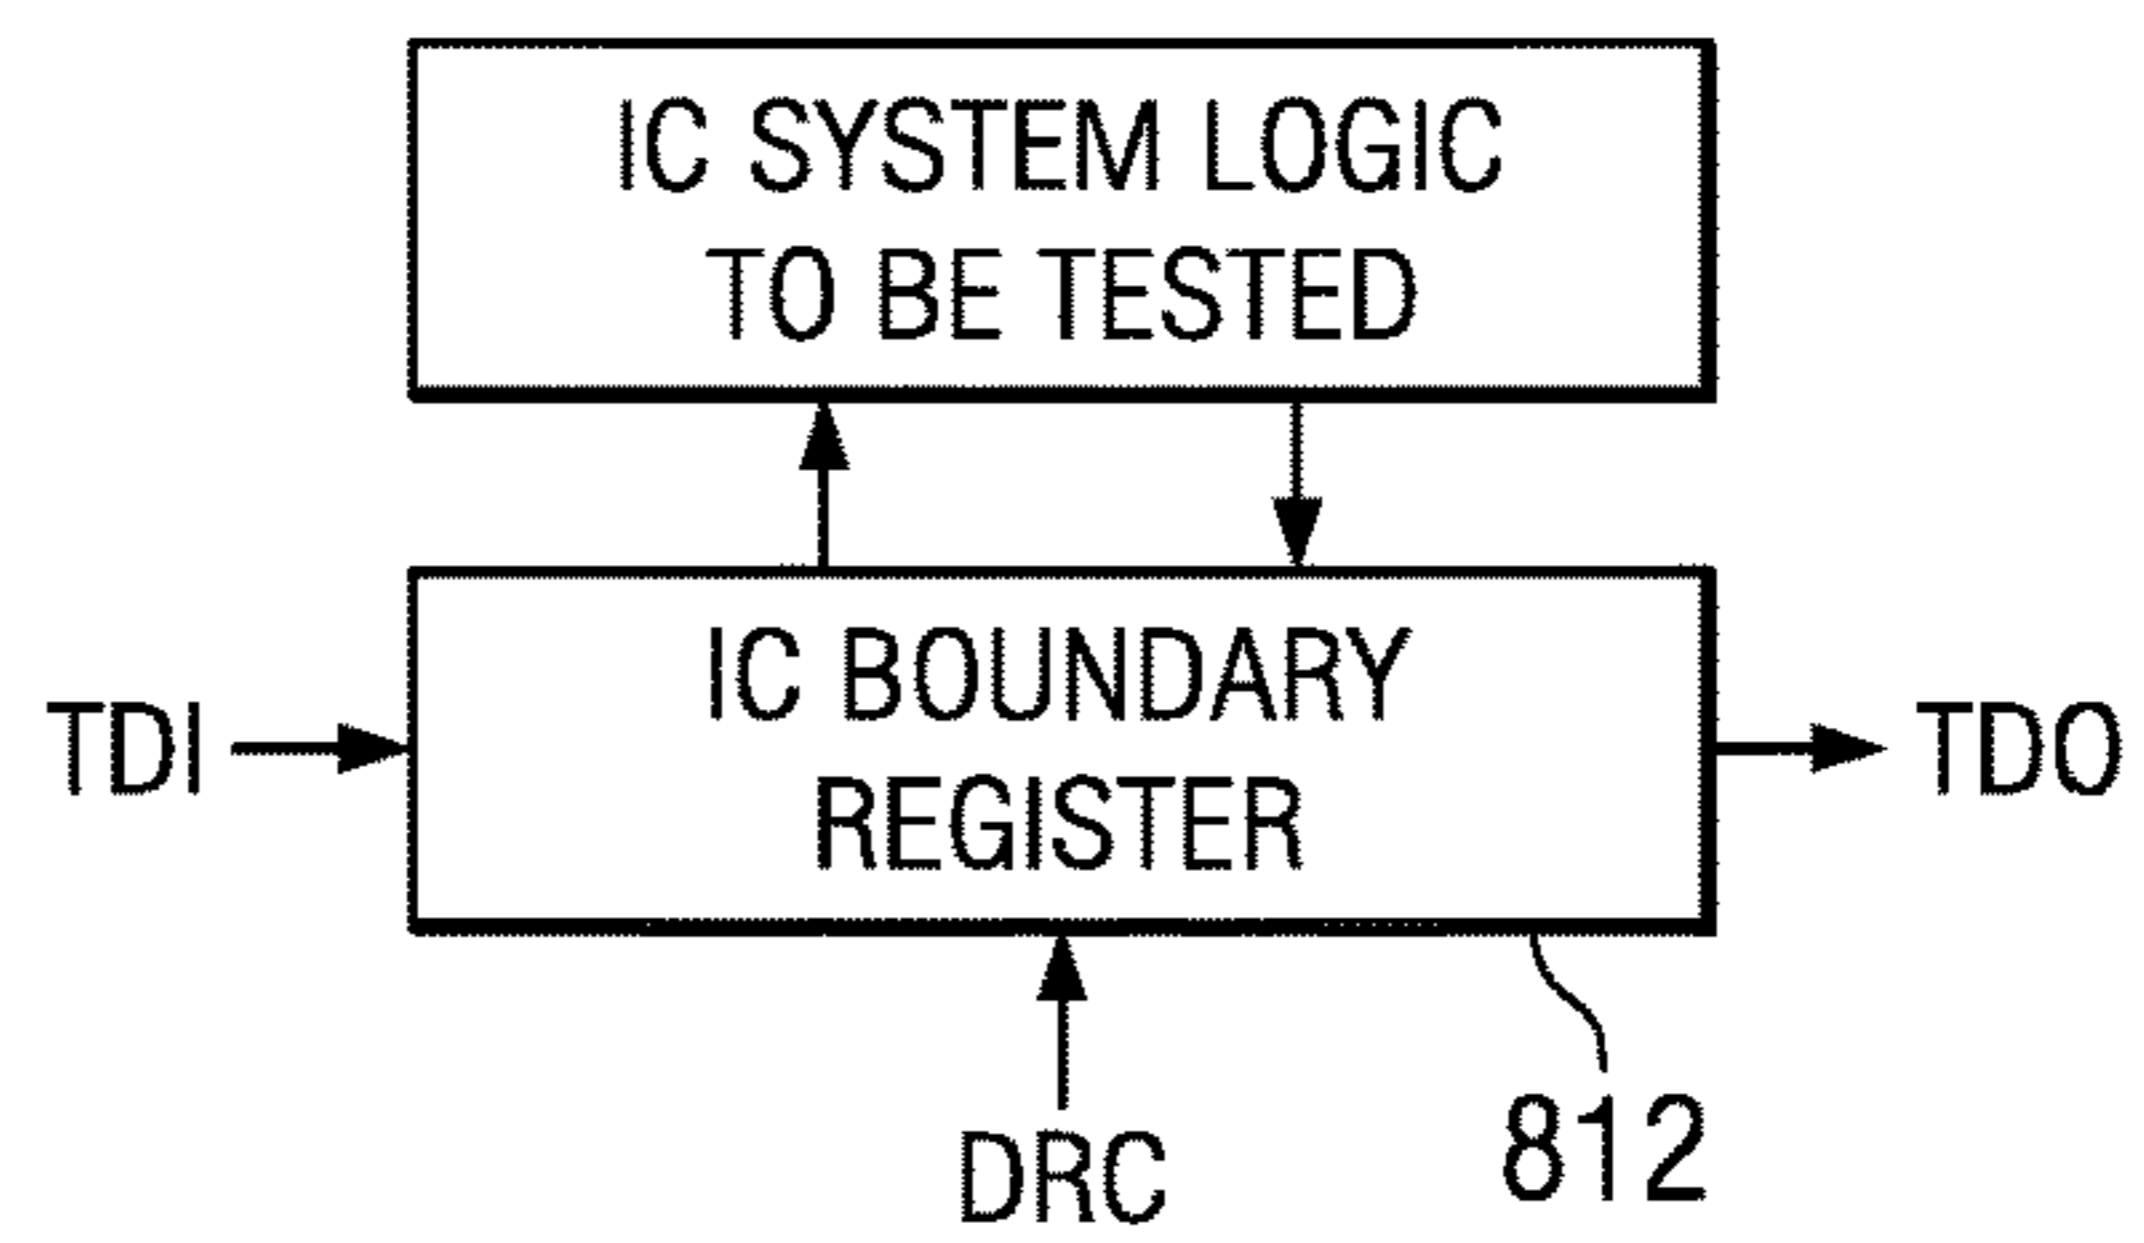 IC SYSTEM LOGIC
TO BE TESTED
IC BOUNDARY
REGISTER
TDI
TDO
DRC
812